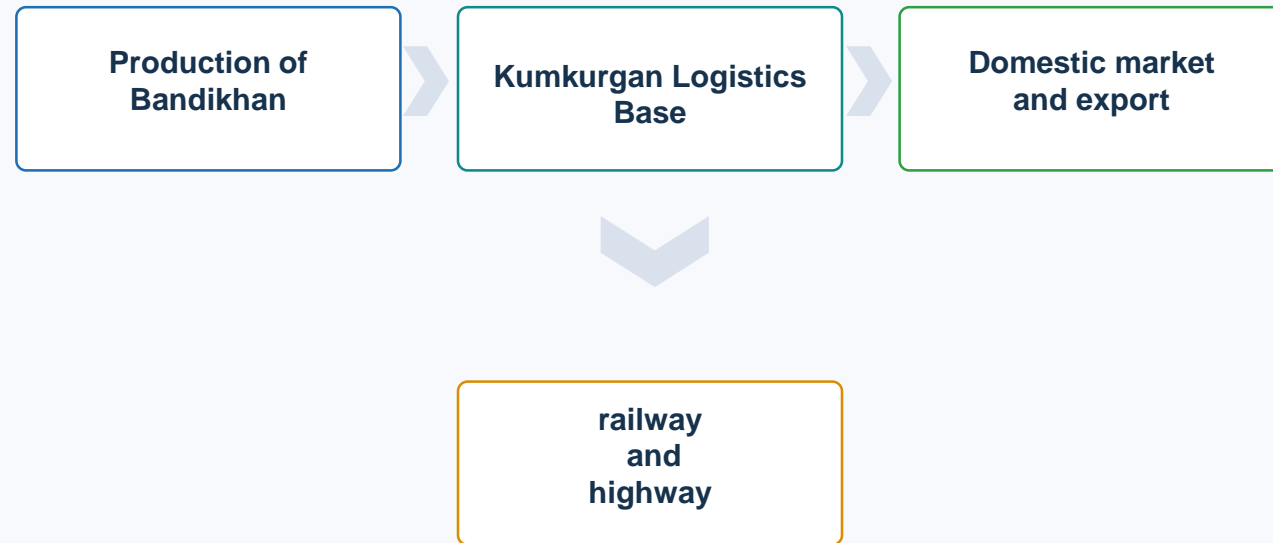 Production of
Bandikhan
Kumkurgan Logistics
Base
Domestic market
and export
railway
and
highway